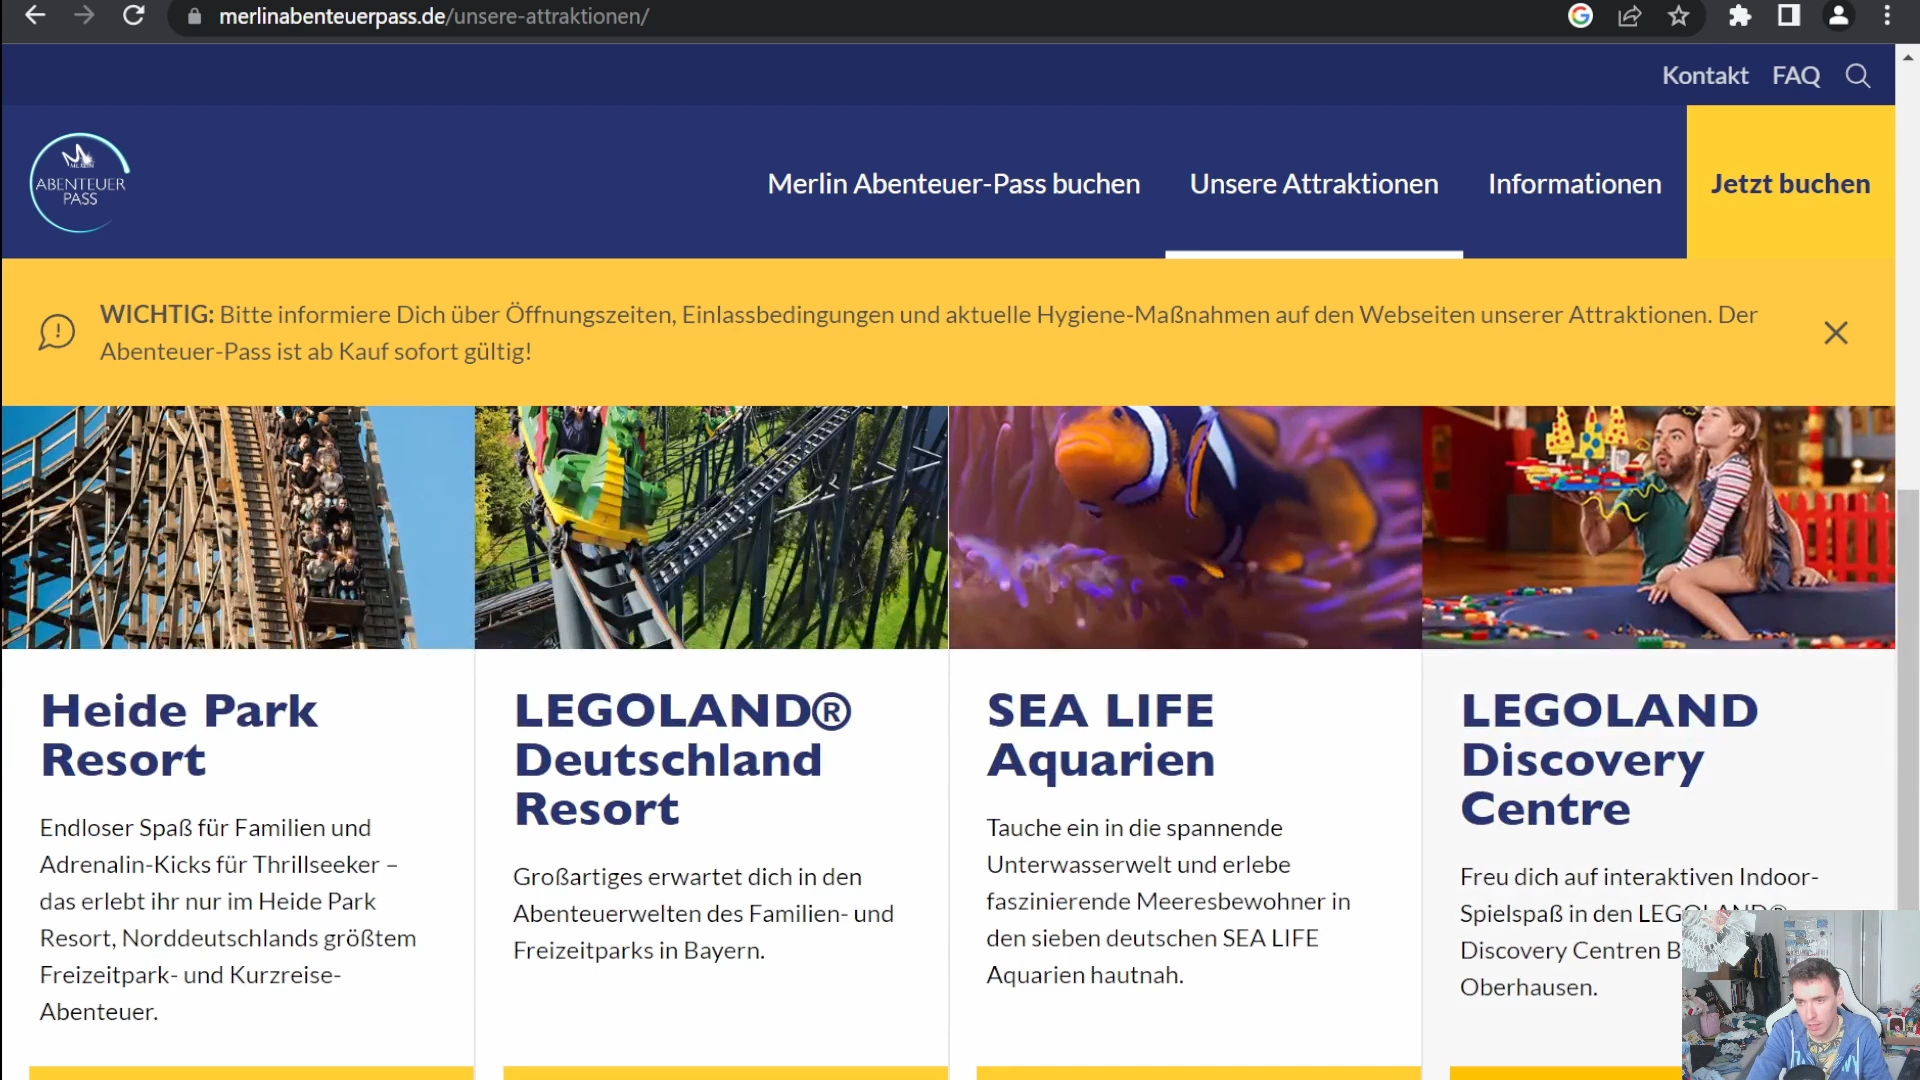 merlinabenteuerpass.de/unsere-attraktionen/
Kontakt FAQ
MERLIN
ABENTEUER
PASS
Merlin Abenteuer-Pass buchen Unsere Attraktionen Informationen Jetzt buchen
WICHTIG: Bitte informiere Dich über Öffnungszeiten, Einlassbedingungen und aktuelle Hygiene-Maßnahmen auf den Webseiten unserer Attraktionen. Der
Abenteuer-Pass ist ab Kauf sofort gültig!
Heide Park
Resort
Endloser Spaß für Familien und
Adrenalin-Kicks für Thrillseeker –
das erlebt ihr nur im Heide Park
Resort, Norddeutschlands größtem
Freizeitpark- und Kurzreise-
Abenteuer.
LEGOLAND®
Deutschland
Resort
Großartiges erwartet dich in den
Abenteuerwelten des Familien- und
Freizeitparks in Bayern.
SEA LIFE
Aquarien
Tauche ein in die spannende
Unterwasserwelt und erlebe
faszinierende Meeresbewohner in
den sieben deutschen SEA LIFE
Aquarien hautnah.
LEGOLAND
Discovery
Centre
Freu dich auf interaktiven Indoor-
Spielspaß in den LEGOLAND®
Discovery Centren
Oberhausen.